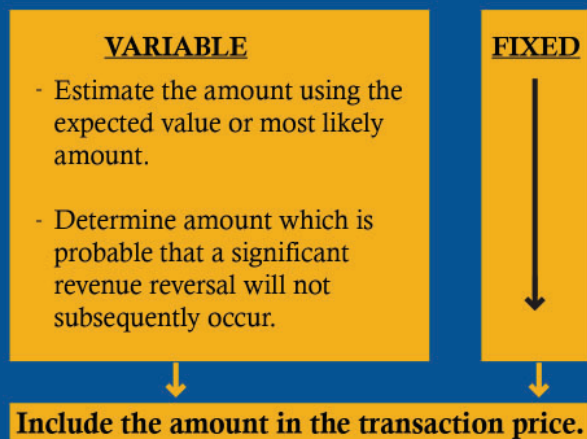 VARIABLE
- Estimate the amount using the
expected value or most likely
amount.
- Determine amount which is
probable that a significant
revenue reversal will not
subsequently occur.
FIXED
Include the amount in the transaction price.